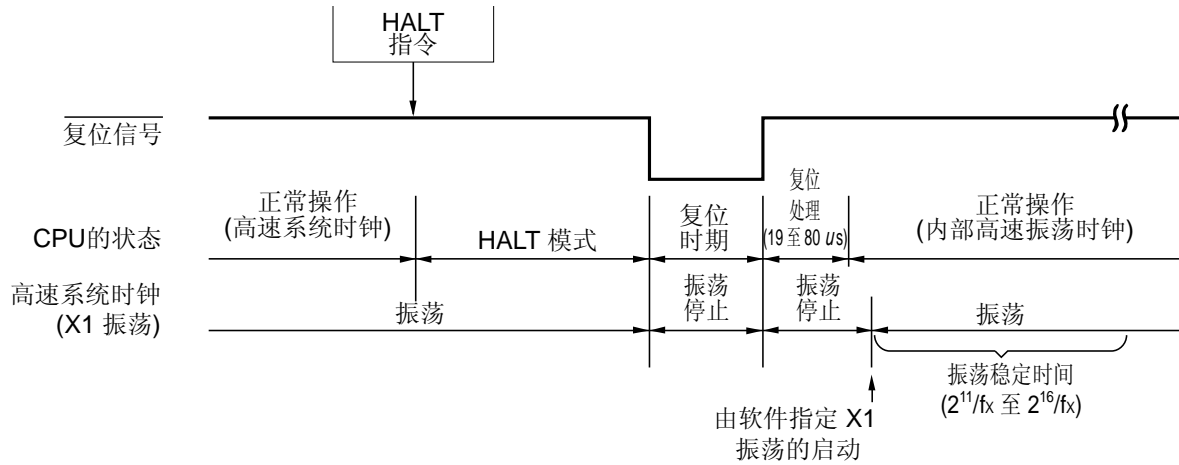 HALT
指令
复位信号
CPU的状态
正常操作
(高速系统时钟)
HALT 模式
复位
时期
复位
处理
(19 至 80 us)
正常操作
(内部高速振荡时钟)
高速系统时钟
(X1 振荡)
振荡
振荡
停止
振荡
停止
振荡
振荡稳定时间
(2¹¹/fx 至 2¹⁶/fx)
由软件指定 X1
振荡的启动